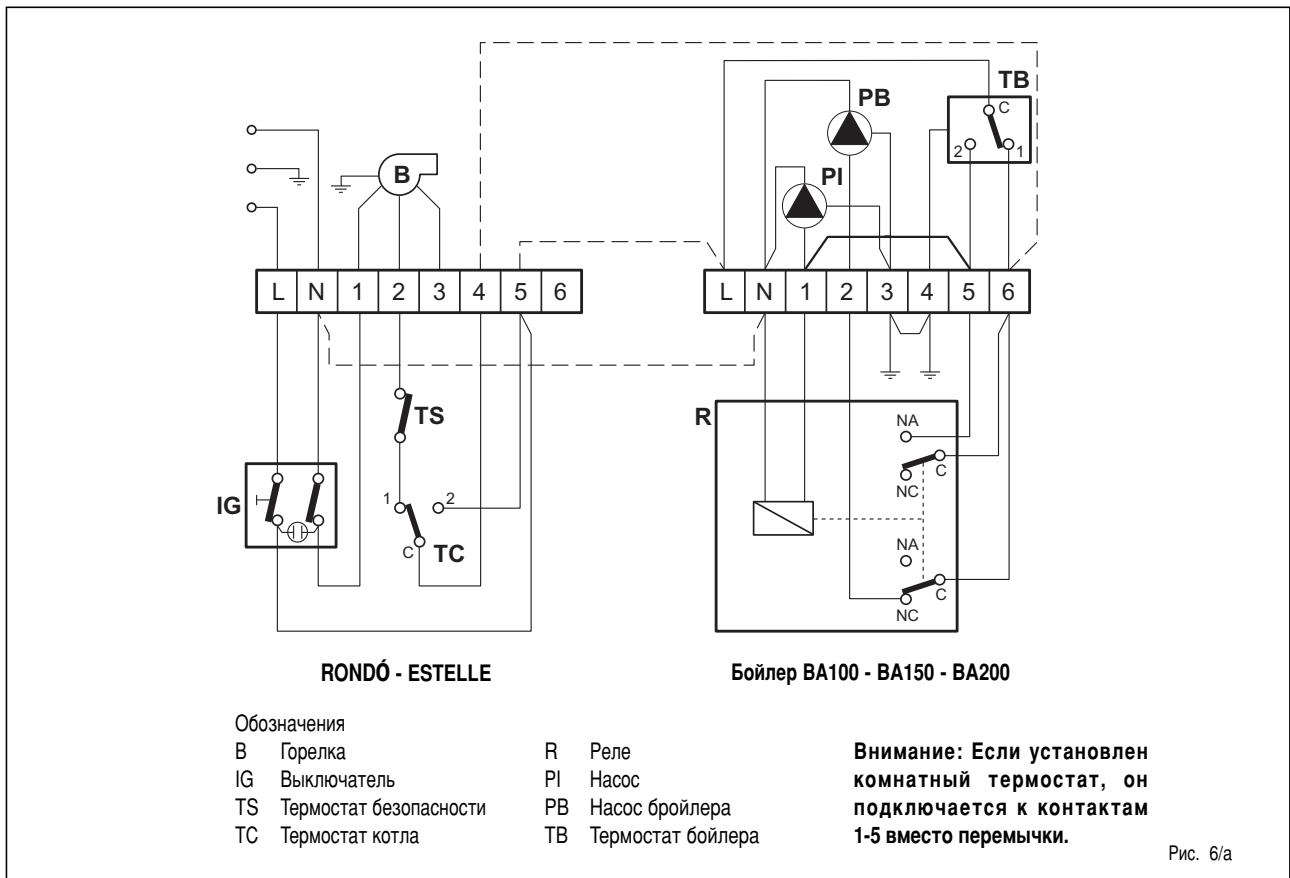 TB
PB
C
2
1
B
PI
L N 1 2 3 4 5 6
L N 1 2 3 4 5 6
TS
R
NA
C
NC
IG
1
2
C
TC
NA
C
NC
RONDÓ - ESTELLE
Бойлер BA100 - BA150 - BA200
Обозначения
B Горелка
IG Выключатель
TS Термостат безопасности
TC Термостат котла
R Реле
PI Насос
PB Насос бройлера
TB Термостат бойлера
Внимание: Если установлен
комнатный термостат, он
подключается к контактам
1-5 вместо перемычки.
Рис. 6/a